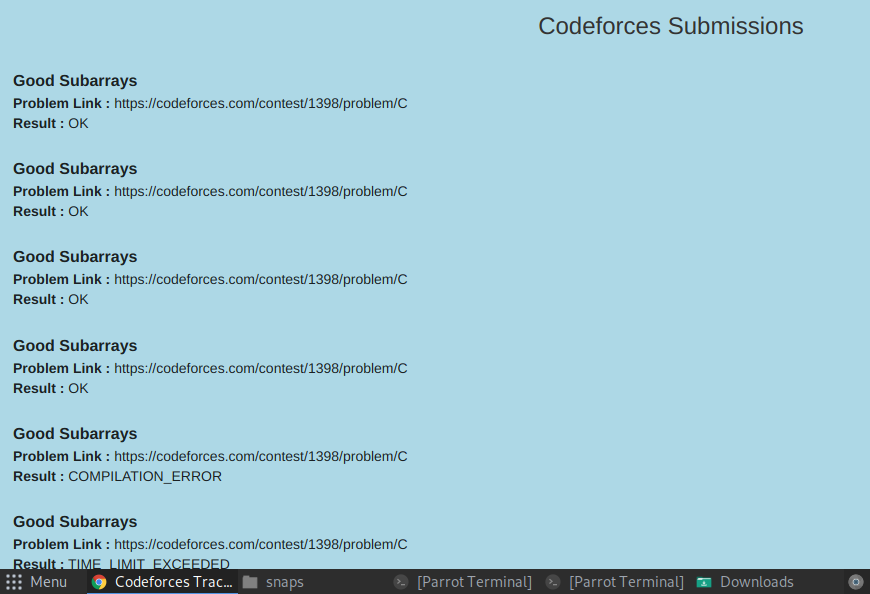 Codeforces Submissions
Good Subarrays
Problem Link : https://codeforces.com/contest/1398/problem/C
Result : OK
Good Subarrays
Problem Link : https://codeforces.com/contest/1398/problem/C
Result : OK
Good Subarrays
Problem Link : https://codeforces.com/contest/1398/problem/C
Result : OK
Good Subarrays
Problem Link : https://codeforces.com/contest/1398/problem/C
Result : OK
Good Subarrays
Problem Link : https://codeforces.com/contest/1398/problem/C
Result : COMPILATION_ERROR
Good Subarrays
Problem Link : https://codeforces.com/contest/1398/problem/C
Result : TIME_LIMIT_EXCEEDED
Menu Codeforces Trac... snaps [Parrot Terminal] [Parrot Terminal] Downloads